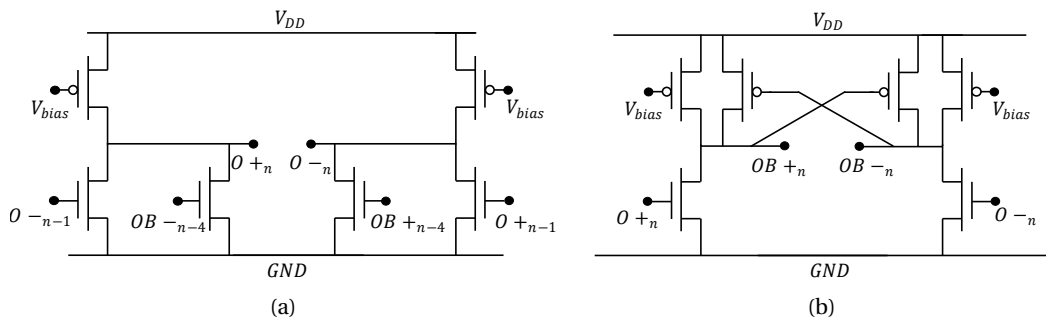 V_DD
V_bias
V_bias
O +_n
O −_n
O −_{n−1}
OB −_{n−4}
OB +_{n−4}
O +_{n−1}
GND
(a)
V_DD
V_bias
V_bias
OB +_n
OB −_n
O +_n
O −_n
GND
(b)